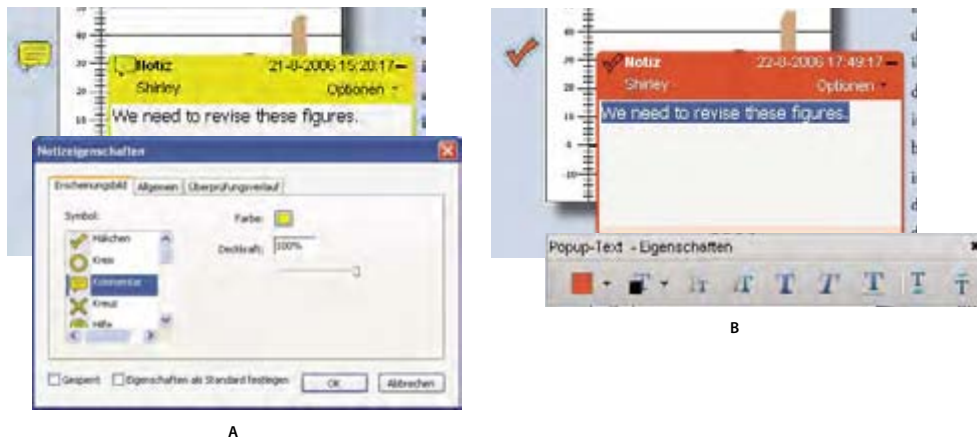 Notiz 21-8-2006 15:20:17
Shirley Optionen
We need to revise these figures.
Notizeigenschaften
Erscheinungsbild Allgemein Überprüfungsverlauf
Symbol:
Häkchen
Kreis
Kommentar
Kreuz
Hilfe
Farbe:
Deckkraft: 100%
Gesperrt Eigenschaften als Standard festlegen OK Abbrechen
A
Notiz 22-8-2006 17:49:17
Shirley Optionen
We need to revise these figures.
Popup-Text - Eigenschaften
B